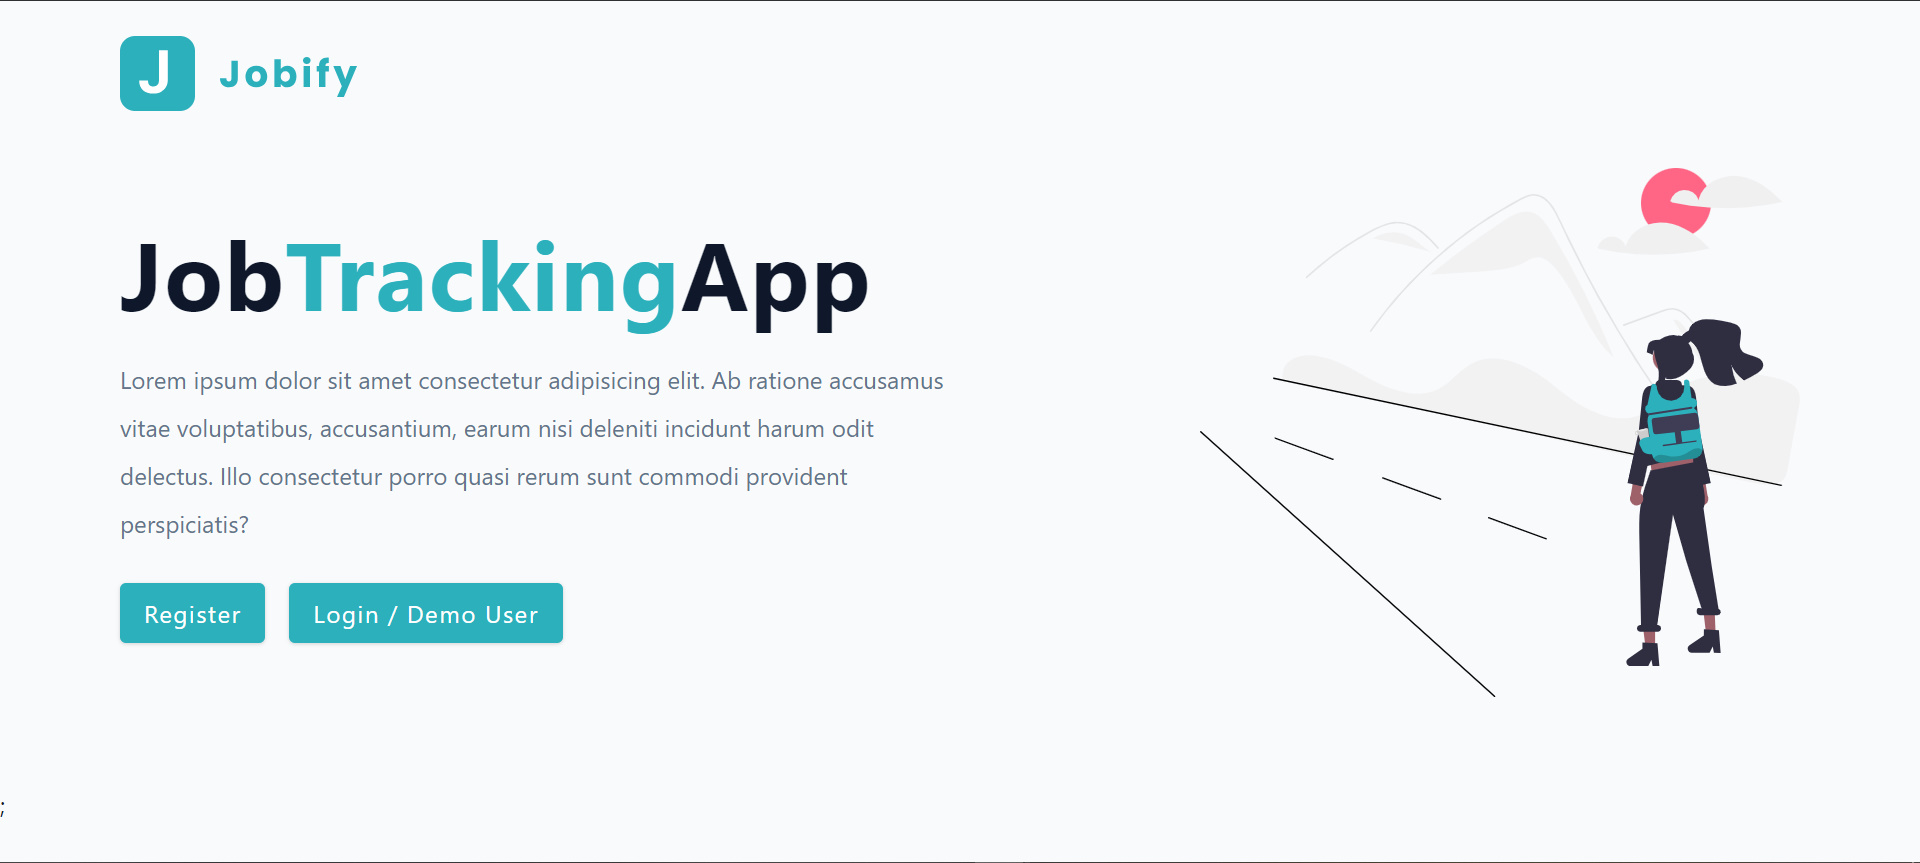 J Jobify
JobTrackingApp
Lorem ipsum dolor sit amet consectetur adipisicing elit. Ab ratione accusamus
vitae voluptatibus, accusantium, earum nisi deleniti incidunt harum odit
delectus. Illo consectetur porro quasi rerum sunt commodi provident
perspiciatis?
Register Login / Demo User
;